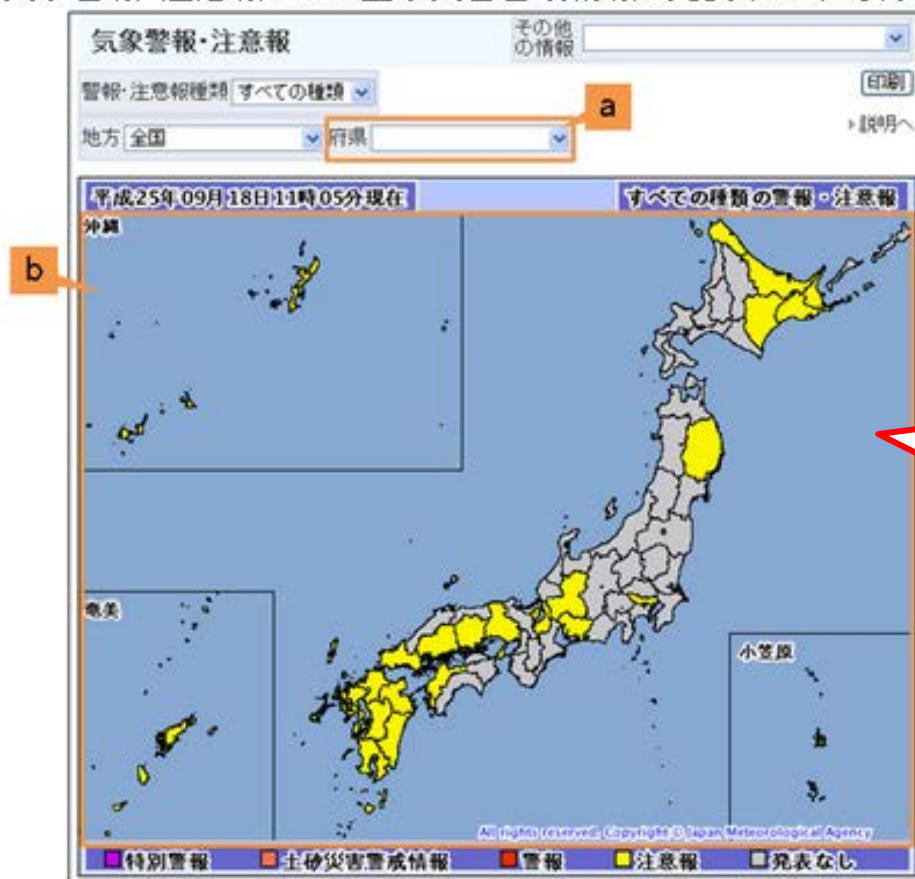 気象警報・注意報
その他
の情報
警報・注意報種類 すべての種類
印刷
a
地方 全国 府県
説明へ
平成25年09月18日11時05分現在 すべての種類の警報・注意報
沖縄
b
奄美
小笠原
All rights reserved. Copyright © Japan Meteorological Agency
特別警報 土砂災害警戒情報 警報 注意報 発表なし